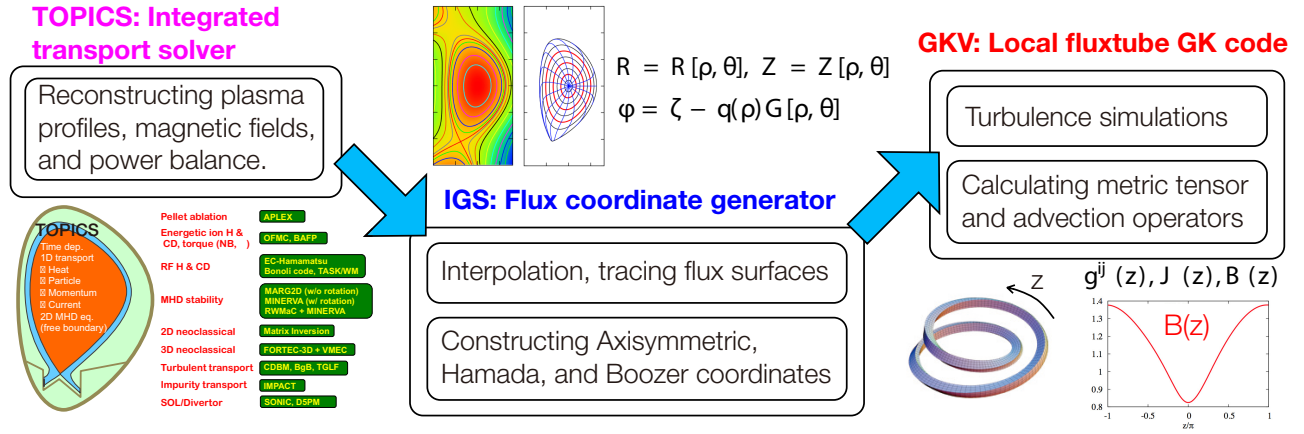 TOPICS: Integrated
transport solver
Reconstructing plasma
profiles, magnetic fields,
and power balance.
TOPICS
Time dep.
1D transport
Heat
Particle
Momentum
Current
2D MHD eq.
(free boundary)
Pellet ablation APLEX
Energetic ion H &
CD, torque (NB, ) OFMC, BAFP
RF H & CD EC-Hamamatsu
Bonoli code, TASK/WM
MHD stability MARG2D (w/o rotation)
MINERVA (w/ rotation)
RWMaC + MINERVA
2D neoclassical Matrix Inversion
3D neoclassical FORTEC-3D + VMEC
Turbulent transport CDBM, BgB, TGLF
Impurity transport IMPACT
SOL/Divertor SONIC, D5PM
R = R [ρ, θ], Z = Z [ρ, θ]
φ = ζ − q(ρ) G [ρ, θ]
IGS: Flux coordinate generator
Interpolation, tracing flux surfaces
Constructing Axisymmetric,
Hamada, and Boozer coordinates
GKV: Local fluxtube GK code
Turbulence simulations
Calculating metric tensor
and advection operators
g^ij (z), J (z), B (z)
Z
B(z)
1.4
1.3
1.2
1.1
1
0.9
0.8
-1 -0.5 0 0.5 1
z/π